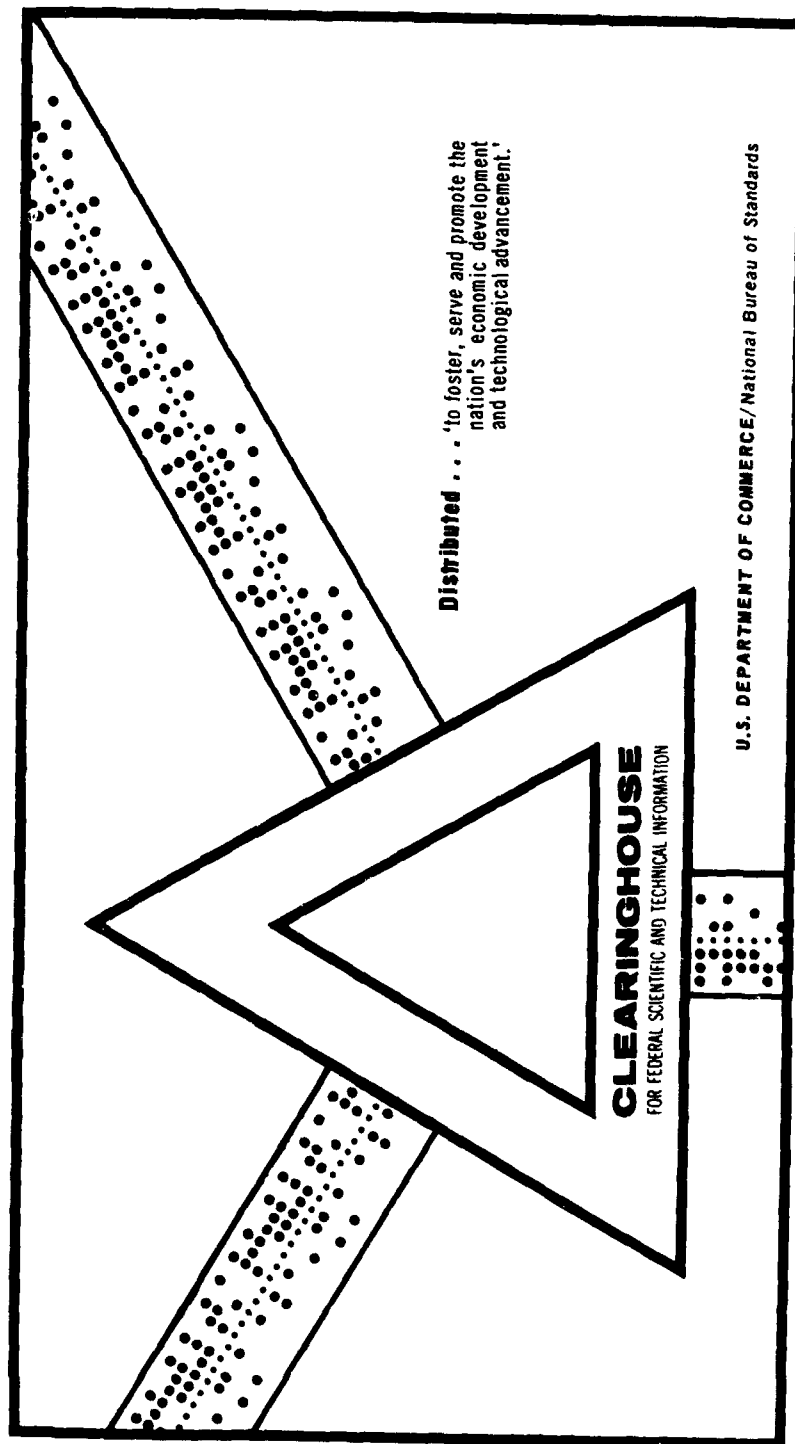 Distributed . . . 'to foster, serve and promote the
nation's economic development
and technological advancement.'
CLEARINGHOUSE
FOR FEDERAL SCIENTIFIC AND TECHNICAL INFORMATION
U.S. DEPARTMENT OF COMMERCE/National Bureau of Standards